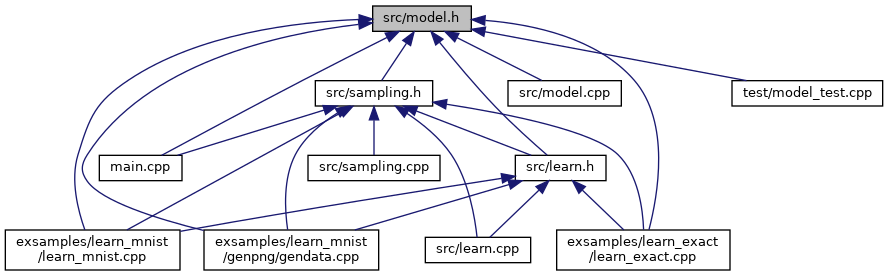 src/model.h
src/sampling.h
src/model.cpp
test/model_test.cpp
main.cpp
src/sampling.cpp
src/learn.h
exsamples/learn_mnist
/learn_mnist.cpp
exsamples/learn_mnist
/genpng/gendata.cpp
src/learn.cpp
exsamples/learn_exact
/learn_exact.cpp